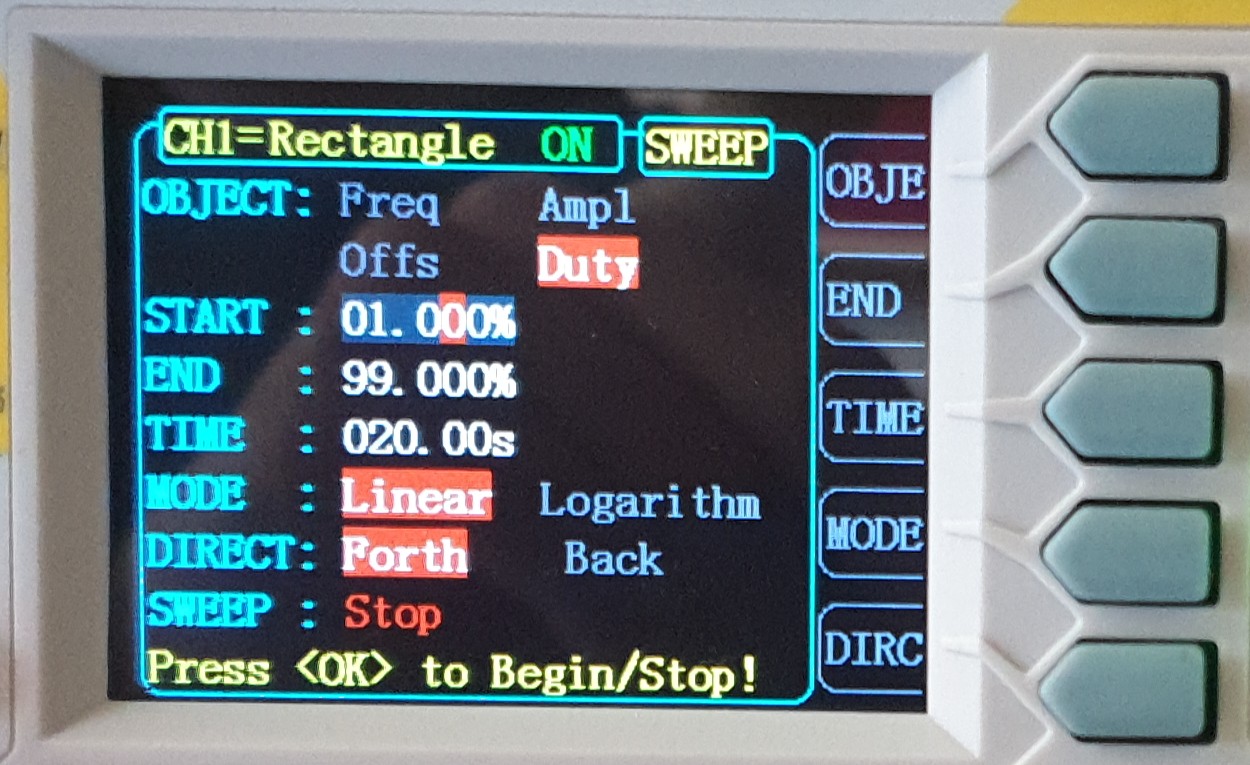 CH1=Rectangle ON SWEEP
OBJECT: Freq Ampl
Offs Duty
START : 01.000%
END : 99.000%
TIME : 020.00s
MODE : Linear Logarithm
DIRECT: Forth Back
SWEEP : Stop
Press <OK> to Begin/Stop!
OBJE
END
TIME
MODE
DIRC